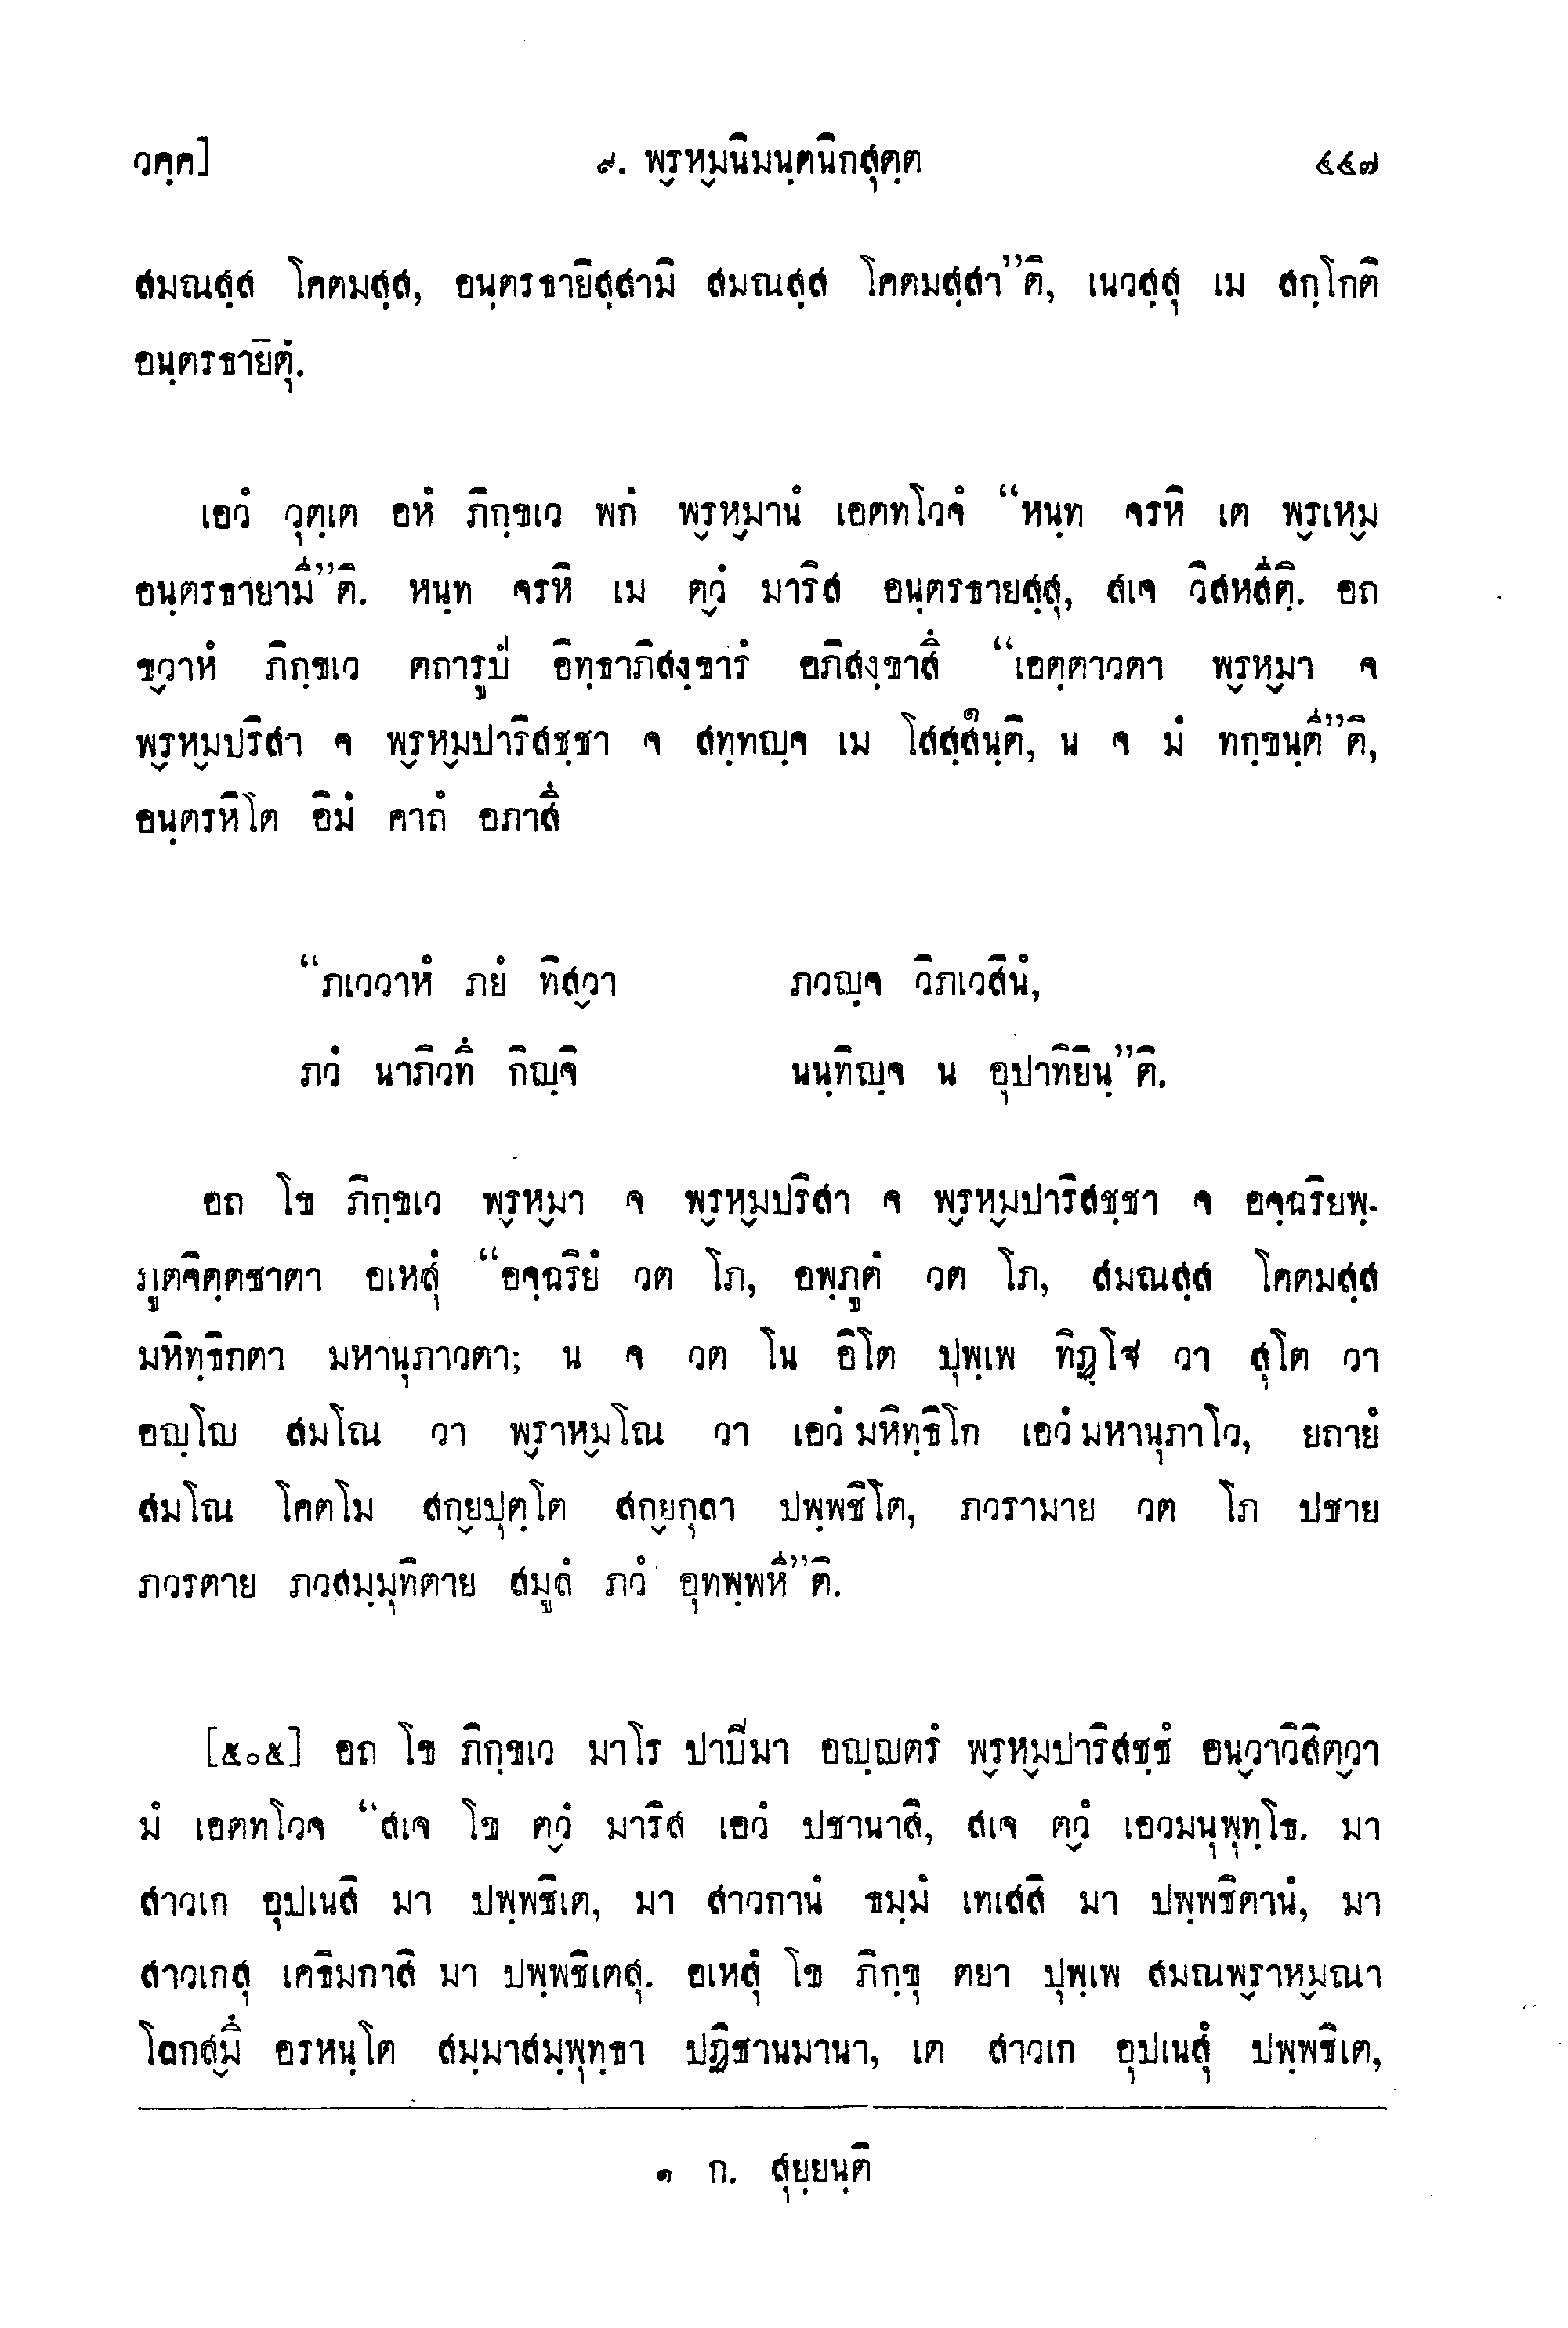 วคฺค]  ๙. พฺรหฺมนิมนฺตนิกสุตฺต  ๕๕๗
สมณสฺส โคตมสฺส, อนฺตรธายิสฺสามิ สมณสฺส โคตมสฺสา”ติ, เนวสฺสุ เม สกฺโกติ
อนฺตรธายิตุํ.
เอวํ วุตฺเต อหํ ภิกฺขเว พกํ พฺรหฺมานํ เอตทโวจํ “หนฺท จรหิ เต พฺรเหฺม
อนฺตรธายามี”ติ. หนฺท จรหิ เม ตฺวํ มาริส อนฺตรธายสฺสุ, สเจ วิสหสีติ. อถ
ขฺวาหํ ภิกฺขเว ตถารูปํ อิทฺธาภิสงฺขารํ อภิสงฺขาสึ “เอตฺตาวตา พฺรหฺมา จ
พฺรหฺมปริสา จ พฺรหฺมปาริสชฺชา จ สทฺทญฺจ เม โสสฺสนฺติ๑, น จ มํ ทกฺขนฺตี”ติ,
อนฺตรหิโต อิมํ คาถํ อภาสึ
“ภเววาหํ ภยํ ทิสฺวา  ภวญฺจ วิภเวสินํ,
ภวํ นาภิวทึ กิญฺจิ  นนฺทิญฺจ น อุปาทิยินฺ”ติ.
อถ โข ภิกฺขเว พฺรหฺมา จ พฺรหฺมปริสา จ พฺรหฺมปาริสชฺชา จ อจฺฉริยพฺ-
ภูตจิตฺตชาตา อเหสุํ “อจฺฉริยํ วต โภ, อพฺภูตํ วต โภ, สมณสฺส โคตมสฺส
มหิทฺธิกตา มหานุภาวตา; น จ วต โน อิโต ปุพฺเพ ทิฏฺโฐ วา สุโต วา
อญฺโญ สมโณ วา พฺราหฺมโณ วา เอวํมหิทฺธิโก เอวํมหานุภาโว, ยถายํ
สมโณ โคตโม สกฺยปุตฺโต สกฺยกุลา ปพฺพชิโต, ภวรามาย วต โภ ปชาย
ภวรตาย ภวสมฺมุทิตาย สมูลํ ภวํ อุทพฺพหี”ติ.
[๕๐๕] อถ โข ภิกฺขเว มาโร ปาปิมา อญฺญตรํ พฺรหฺมปาริสชฺชํ อนฺวาวิสิตฺวา
มํ เอตทโวจ “สเจ โข ตฺวํ มาริส เอวํ ปชานาสิ, สเจ ตฺวํ เอวมนุพุทฺโธ. มา
สาวเก อุปเนสิ มา ปพฺพชิเต, มา สาวกานํ ธมฺมํ เทเสสิ มา ปพฺพชิตานํ, มา
สาวเกสุ เคธิมกาสิ มา ปพฺพชิเตสุ. อเหสุํ โข ภิกฺขุ ตยา ปุพฺเพ สมณพฺราหฺมณา
โลกสฺมึ อรหนฺโต สมฺมาสมฺพุทฺธา ปฏิชานมานา, เต สาวเก อุปเนสุํ ปพฺพชิเต,
๑ ก. สุยฺยนฺติ